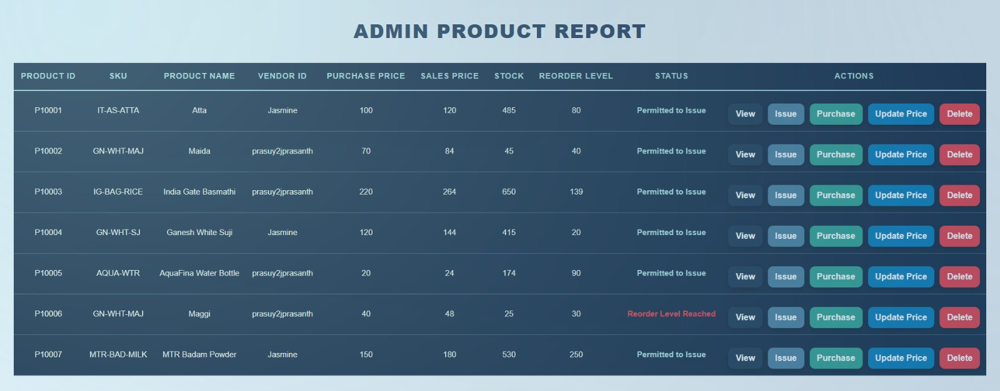 ADMIN PRODUCT REPORT
PRODUCT ID SKU PRODUCT NAME VENDOR ID PURCHASE PRICE SALES PRICE STOCK REORDER LEVEL STATUS ACTIONS
P10001 IT-AS-ATTA Atta Jasmine 100 120 485 80 Permitted to Issue View Issue Purchase Update Price Delete
P10002 GN-WHT-MAJ Maida prasuy2jprasanth 70 84 45 40 Permitted to Issue View Issue Purchase Update Price Delete
P10003 IG-BAG-RICE India Gate Basmathi prasuy2jprasanth 220 264 650 139 Permitted to Issue View Issue Purchase Update Price Delete
P10004 GN-WHT-SJ Ganesh White Suji Jasmine 120 144 415 20 Permitted to Issue View Issue Purchase Update Price Delete
P10005 AQUA-WTR AquaFina Water Bottle prasuy2jprasanth 20 24 174 90 Permitted to Issue View Issue Purchase Update Price Delete
P10006 GN-WHT-MAJ Maggi prasuy2jprasanth 40 48 25 30 Reorder Level Reached View Issue Purchase Update Price Delete
P10007 MTR-BAD-MILK MTR Badam Powder Jasmine 150 180 530 250 Permitted to Issue View Issue Purchase Update Price Delete